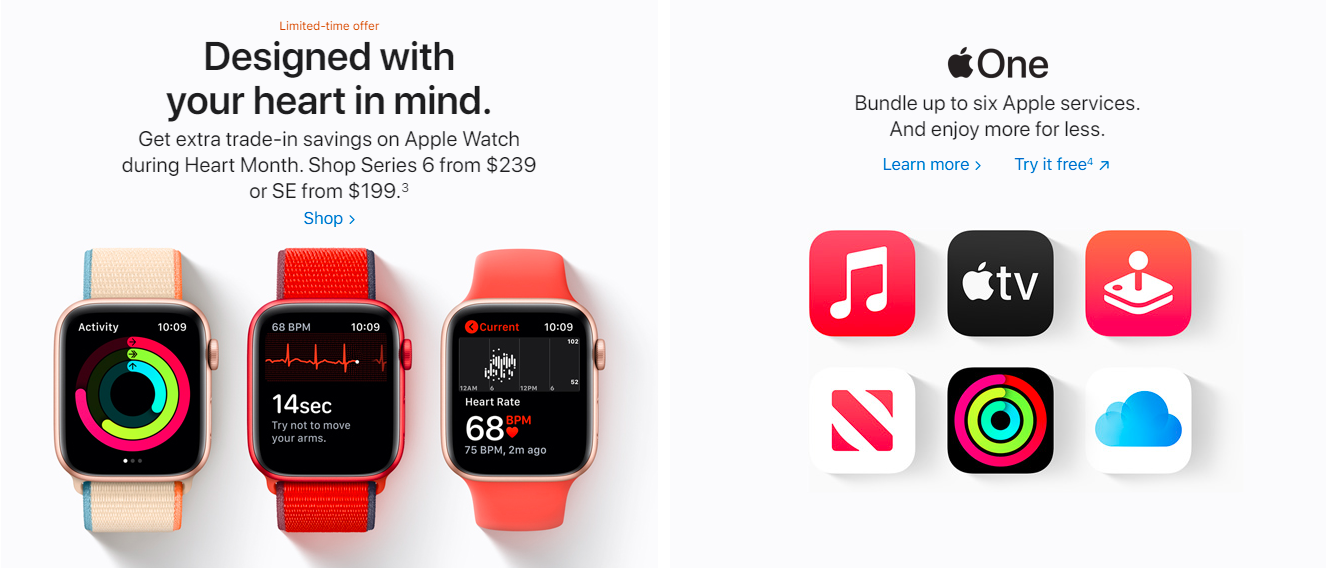 Limited-time offer
Designed with
your heart in mind.
Get extra trade-in savings on Apple Watch
during Heart Month. Shop Series 6 from $239
or SE from $199.3
Shop >
Activity 10:09
68 BPM 10:09
14sec
Try not to move
your arms.
Current 10:09
102
52
12AM 6 12PM 6
Heart Rate
68 BPM
75 BPM, 2m ago
One
Bundle up to six Apple services.
And enjoy more for less.
Learn more > Try it free4 ↗
tv